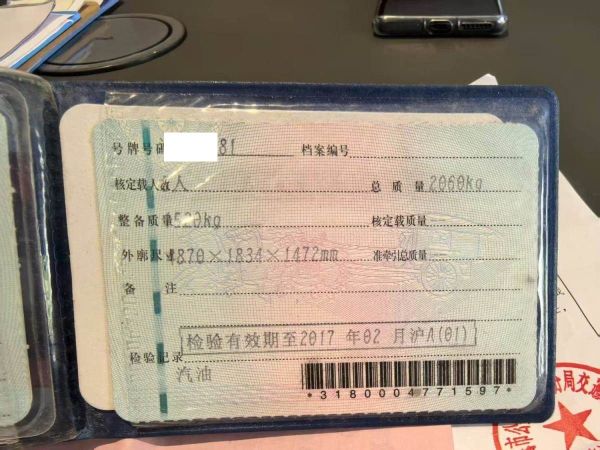 号牌号码 81 档案编号
核定载人数 人 总质量 2060kg
整备质量 520kg 核定载质量
外廓尺寸 870×1834×1472mm 准牵引总质量
备注
检验有效期至2017年02月沪A(01)
检验记录
汽油
*3180004771597*
局交